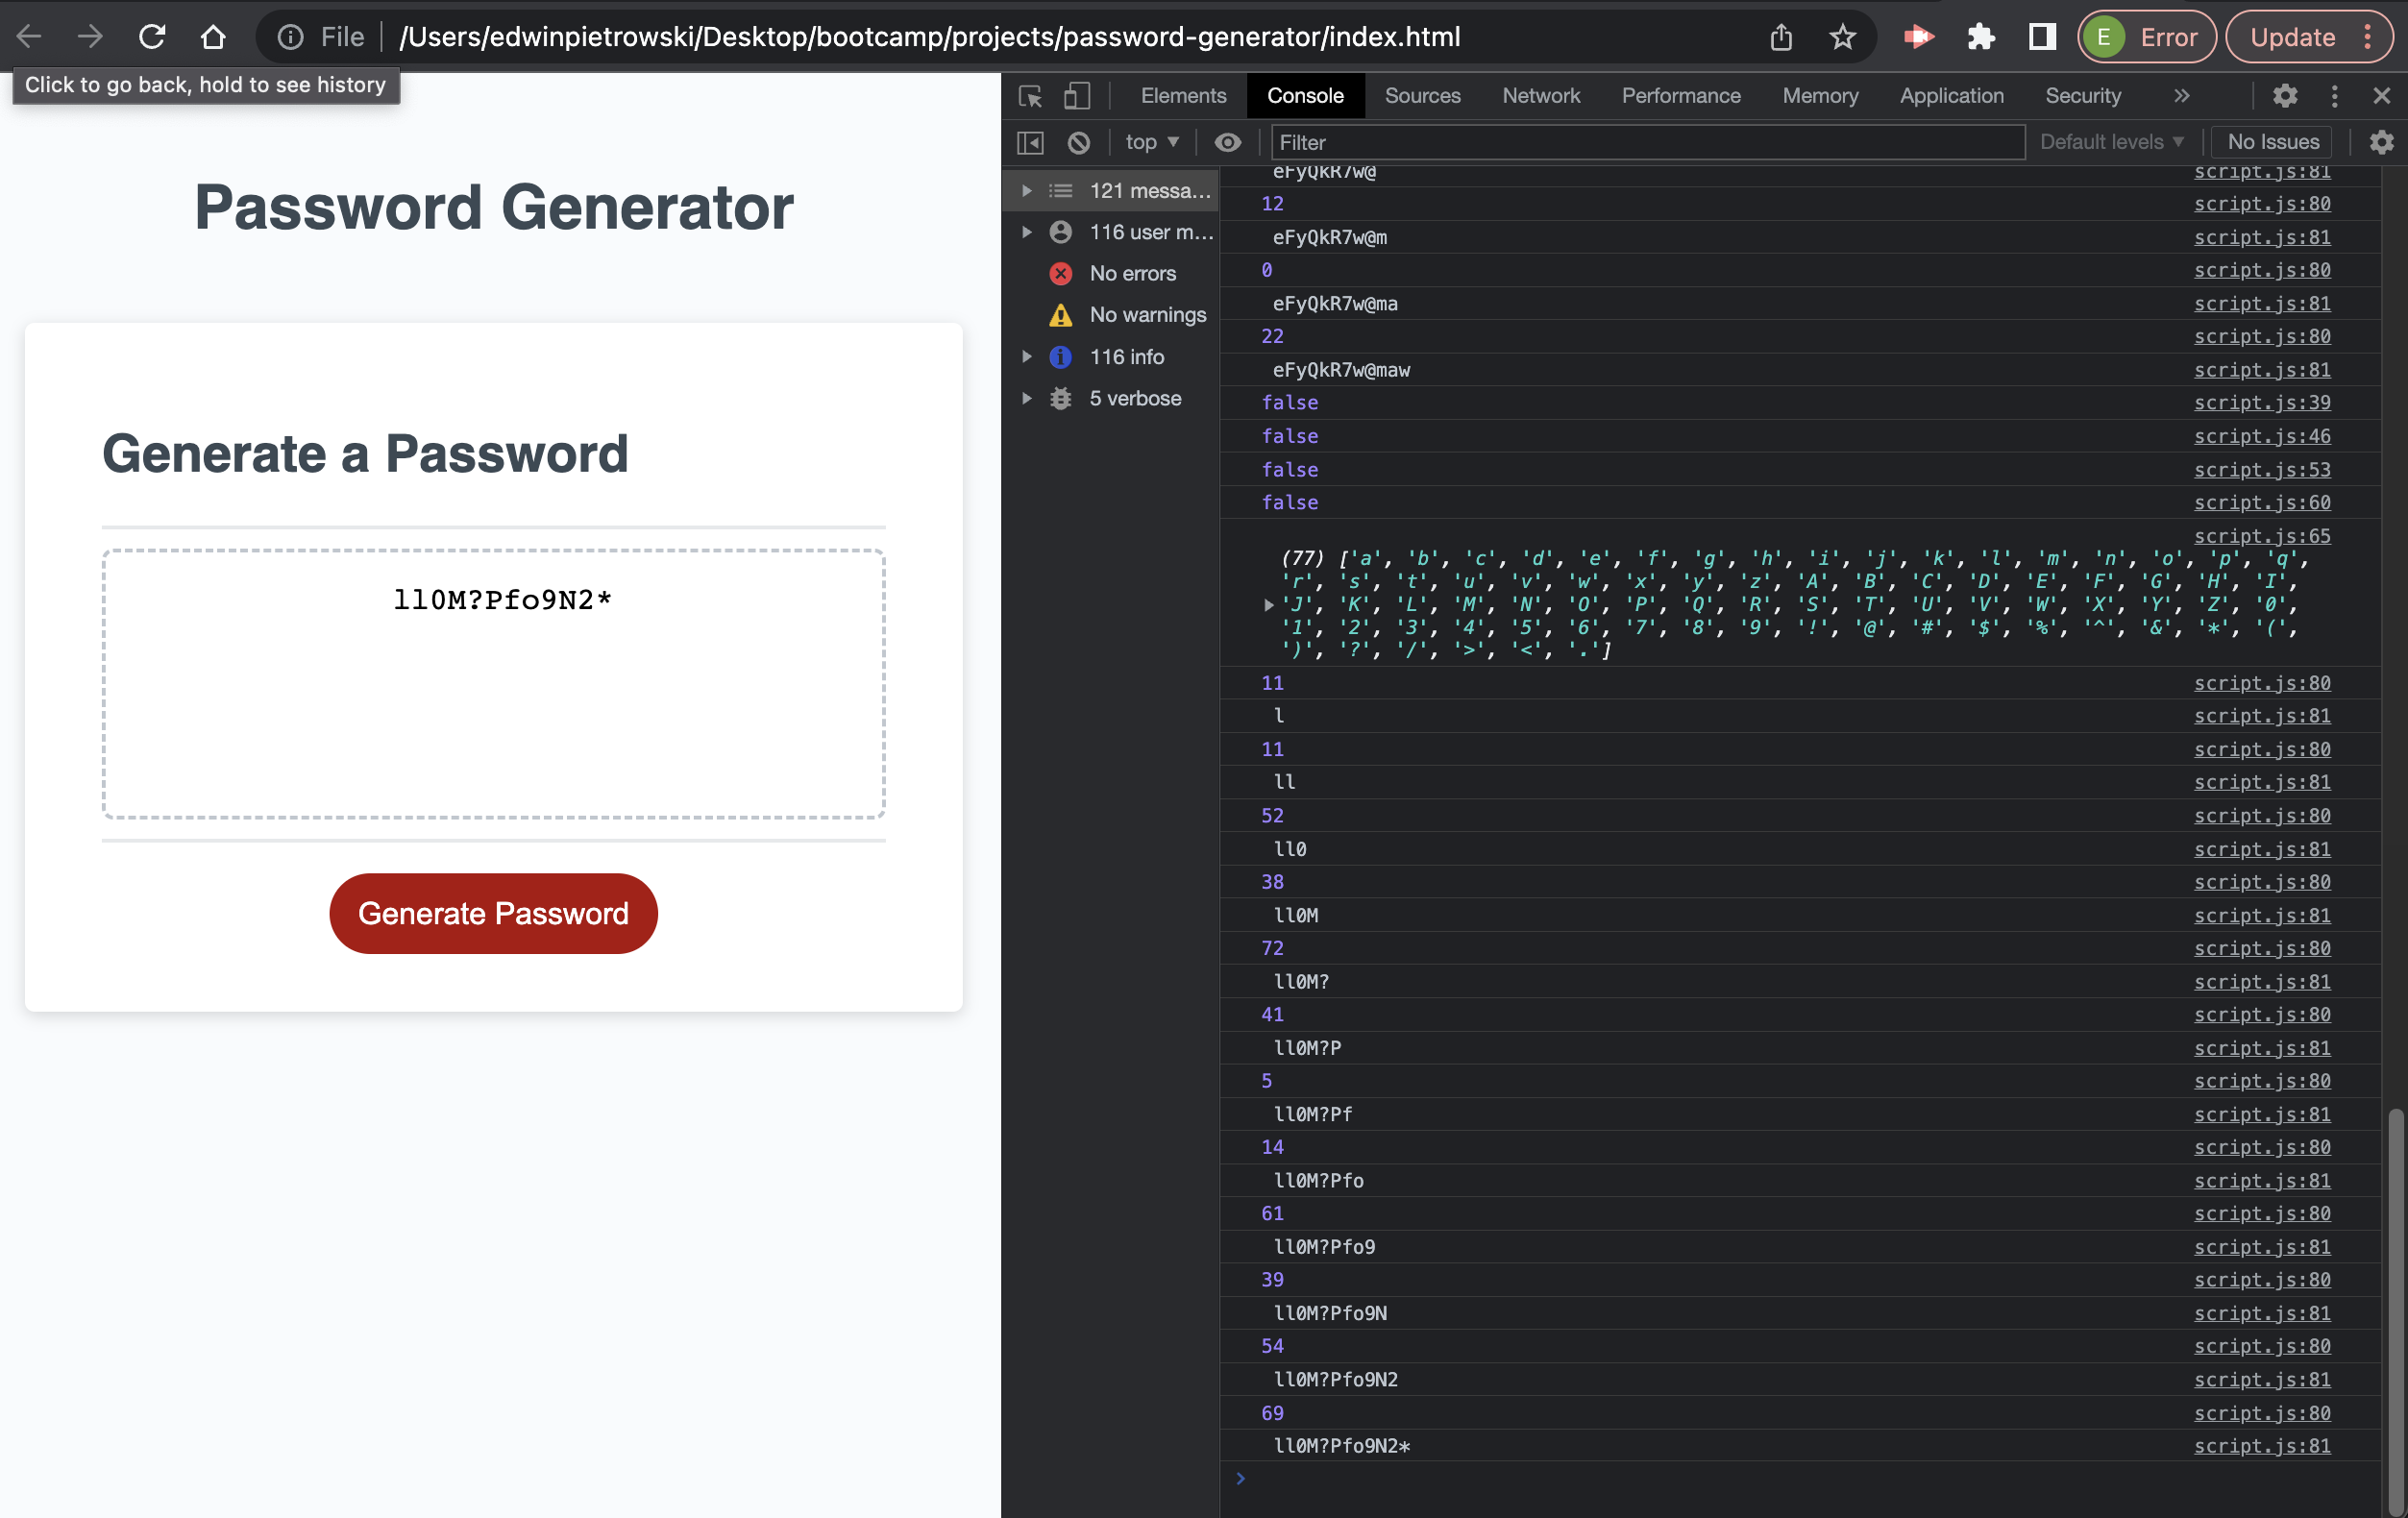 File /Users/edwinpietrowski/Desktop/bootcamp/projects/password-generator/index.html E Error Update
Click to go back, hold to see history
Password Generator
Generate a Password
ll0M?Pfo9N2*
Generate Password
Elements Console Sources Network Performance Memory Application Security »
top Filter Default levels No Issues
121 messa...
116 user m...
No errors
No warnings
116 info
5 verbose
eFyQkR7w@ script.js:81
12 script.js:80
eFyQkR7w@m script.js:81
0 script.js:80
eFyQkR7w@ma script.js:81
22 script.js:80
eFyQkR7w@maw script.js:81
false script.js:39
false script.js:46
false script.js:53
false script.js:60
script.js:65
(77) ['a', 'b', 'c', 'd', 'e', 'f', 'g', 'h', 'i', 'j', 'k', 'l', 'm', 'n', 'o', 'p', 'q',
'r', 's', 't', 'u', 'v', 'w', 'x', 'y', 'z', 'A', 'B', 'C', 'D', 'E', 'F', 'G', 'H', 'I',
'J', 'K', 'L', 'M', 'N', 'O', 'P', 'Q', 'R', 'S', 'T', 'U', 'V', 'W', 'X', 'Y', 'Z', '0',
'1', '2', '3', '4', '5', '6', '7', '8', '9', '!', '@', '#', '$', '%', '^', '&', '*', '(',
')', '?', '/', '>', '<', '.']
11 script.js:80
l script.js:81
11 script.js:80
ll script.js:81
52 script.js:80
ll0 script.js:81
38 script.js:80
ll0M script.js:81
72 script.js:80
ll0M? script.js:81
41 script.js:80
ll0M?P script.js:81
5 script.js:80
ll0M?Pf script.js:81
14 script.js:80
ll0M?Pfo script.js:81
61 script.js:80
ll0M?Pfo9 script.js:81
39 script.js:80
ll0M?Pfo9N script.js:81
54 script.js:80
ll0M?Pfo9N2 script.js:81
69 script.js:80
ll0M?Pfo9N2* script.js:81